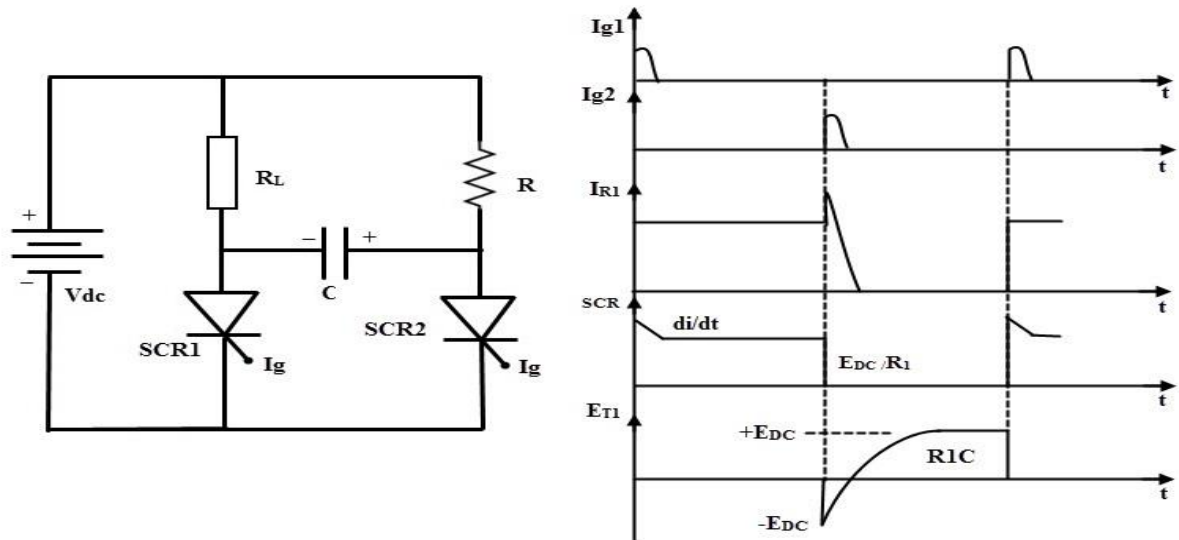 +
−
Vdc
RL
R
− +
C
SCR1
Ig
SCR2
Ig
Ig1
t
Ig2
t
IR1
t
SCR
di/dt
EDC /R1
t
ET1
+EDC
R1C
t
-EDC